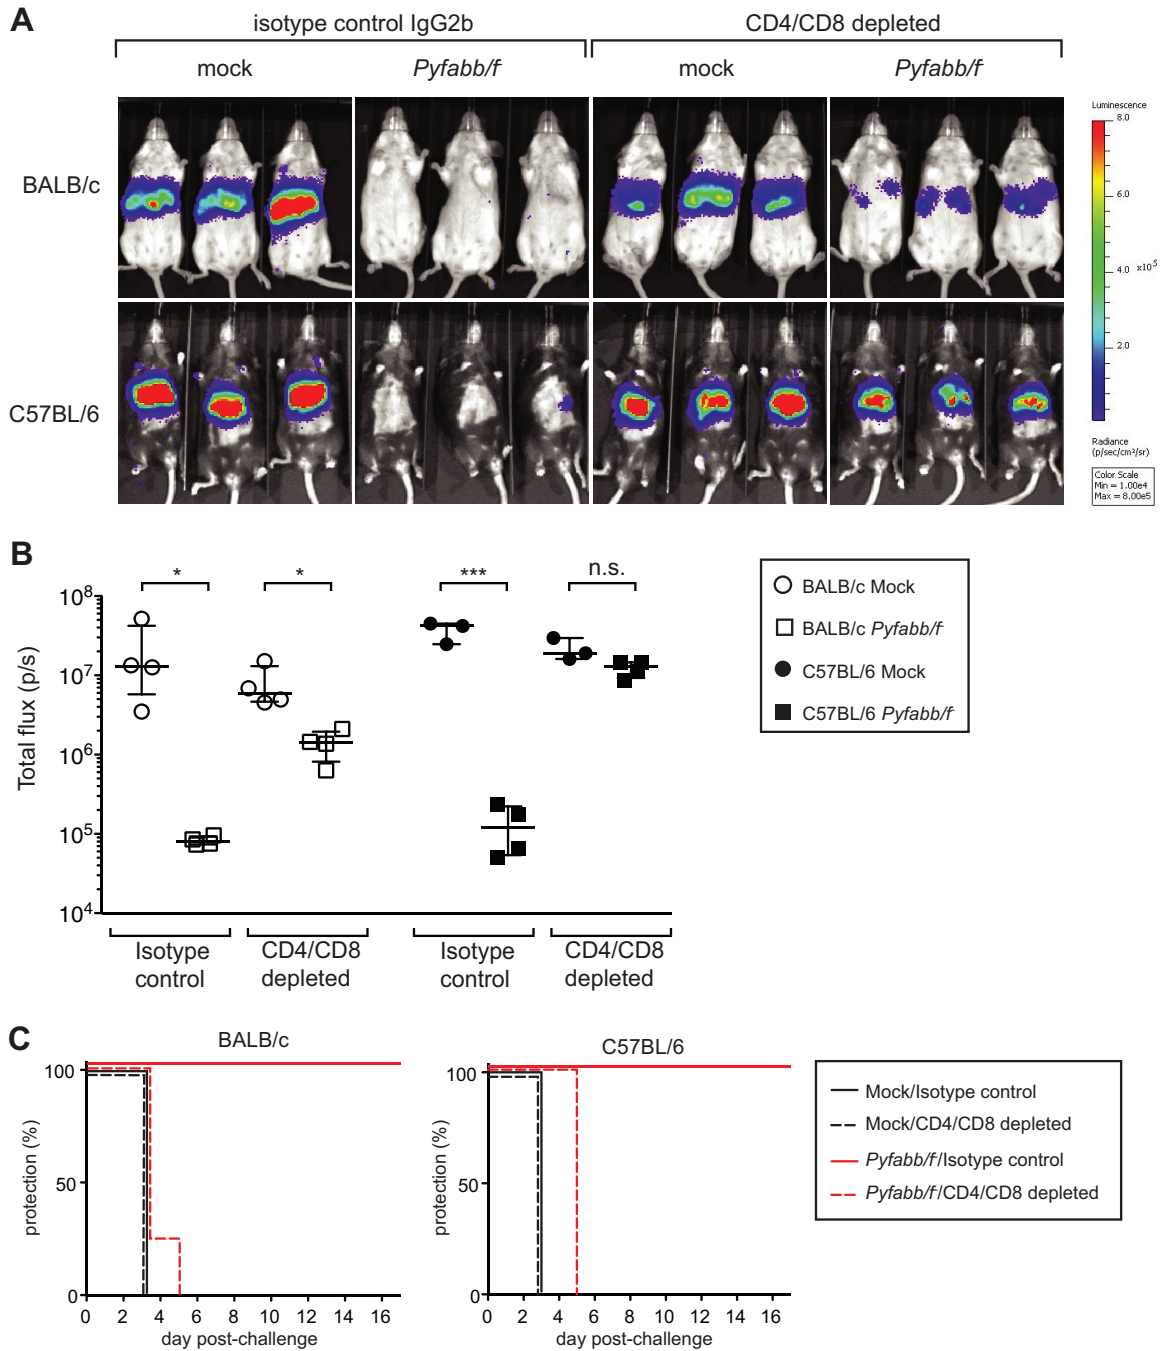 A
isotype control IgG2b
CD4/CD8 depleted
mock
Pyfabb/f-
mock
Pyfabb/f-
BALB/c
C57BL/6
Luminescence
8.0
6.0
4.0
x10⁵
2.0
Radiance
(p/sec/cm²/sr)
Color Scale
Min = 1.00e4
Max = 8.00e5
B
Total flux (p/s)
10⁸
10⁷
10⁶
10⁵
10⁴
*
*
***
n.s.
Isotype
control
CD4/CD8
depleted
Isotype
control
CD4/CD8
depleted
BALB/c Mock
BALB/c Pyfabb/f-
C57BL/6 Mock
C57BL/6 Pyfabb/f-
C
BALB/c
protection (%)
100
50
0
0 2 4 6 8 10 12 14 16
day post-challenge
C57BL/6
protection (%)
100
50
0
0 2 4 6 8 10 12 14 16
day post-challenge
Mock/Isotype control
Mock/CD4/CD8 depleted
Pyfabb/f-/Isotype control
Pyfabb/f-/CD4/CD8 depleted